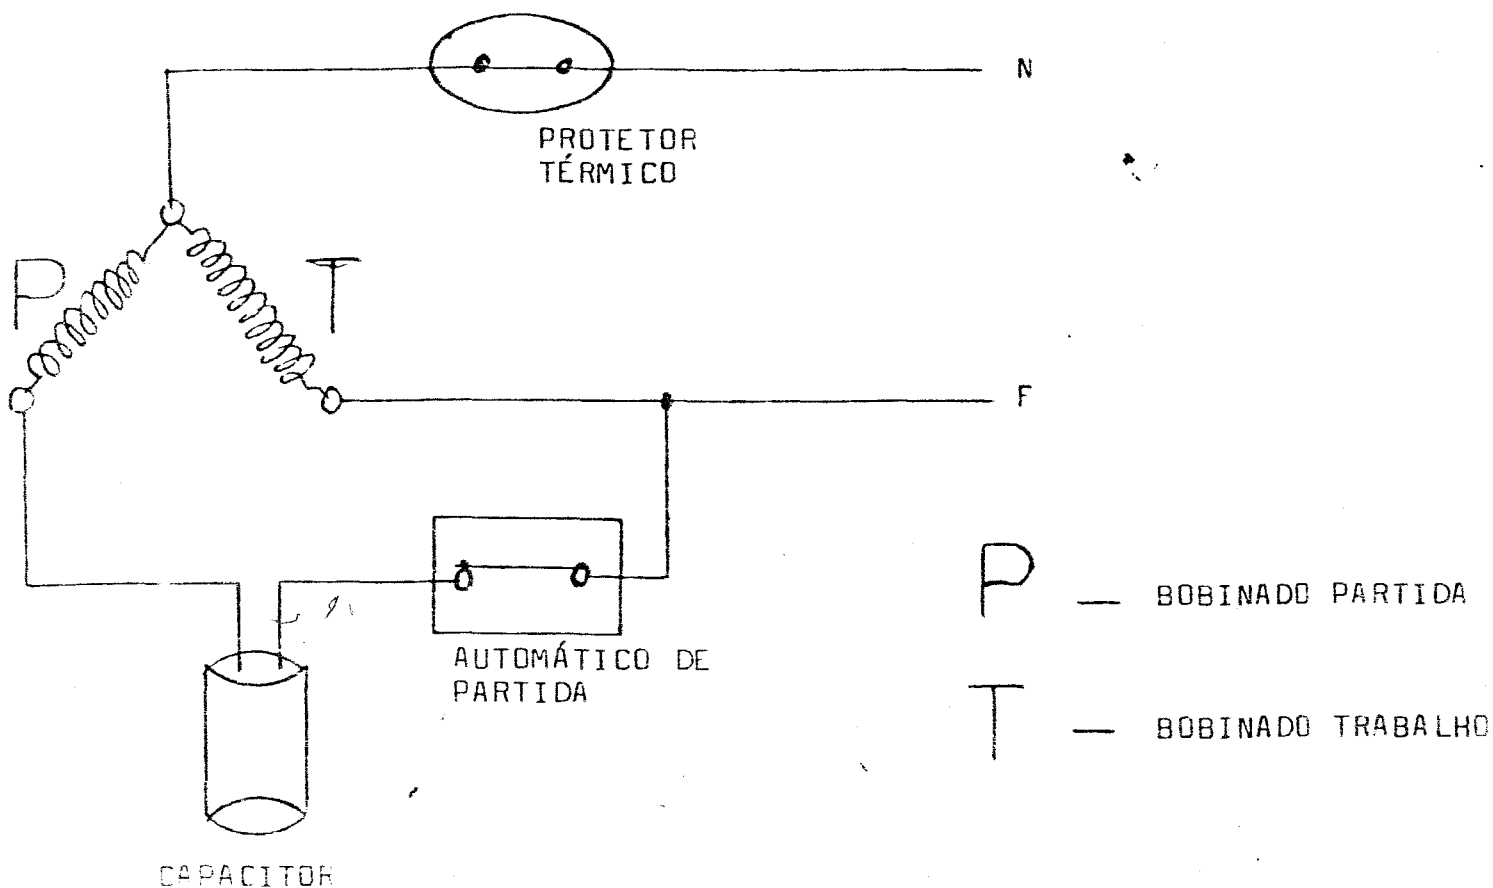 N
PROTETOR
TÉRMICO
P
T
F
AUTOMÁTICO DE
PARTIDA
P — BOBINADO PARTIDA
T — BOBINADO TRABALHO
CAPACITOR